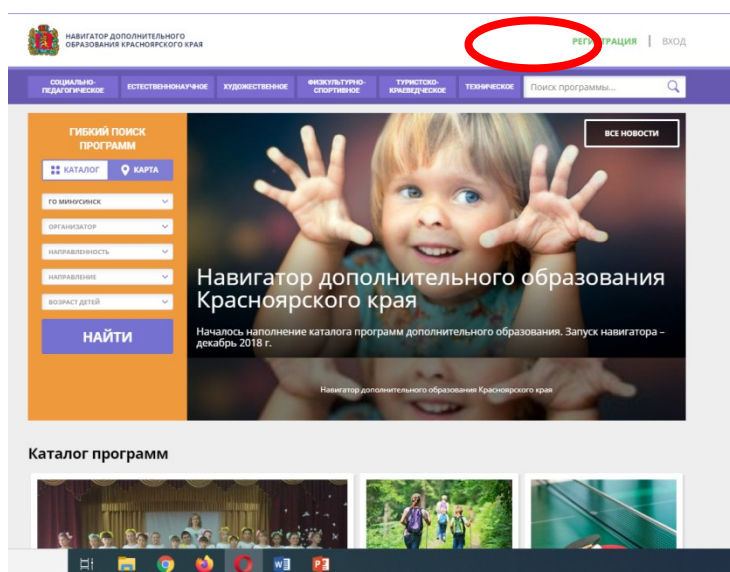 НАВИГАТОР ДОПОЛНИТЕЛЬНОГО
ОБРАЗОВАНИЯ КРАСНОЯРСКОГО КРАЯ
РЕГИСТРАЦИЯ | ВХОД
СОЦИАЛЬНО-
ПЕДАГОГИЧЕСКОЕ
ЕСТЕСТВЕННОНАУЧНОЕ
ХУДОЖЕСТВЕННОЕ
ФИЗКУЛЬТУРНО-
СПОРТИВНОЕ
ТУРИСТСКО-
КРАЕВЕДЧЕСКОЕ
ТЕХНИЧЕСКОЕ
Поиск программы...
ГИБКИЙ ПОИСК
ПРОГРАММ
КАТАЛОГ
КАРТА
ГО МИНУСИНСК
ОРГАНИЗАТОР
НАПРАВЛЕННОСТЬ
НАПРАВЛЕНИЕ
ВОЗРАСТ ДЕТЕЙ
НАЙТИ
ВСЕ НОВОСТИ
Навигатор дополнительного образования
Красноярского края
Началось наполнение каталога программ дополнительного образования. Запуск навигатора –
декабрь 2018 г.
Навигатор дополнительного образования Красноярского края
Каталог программ